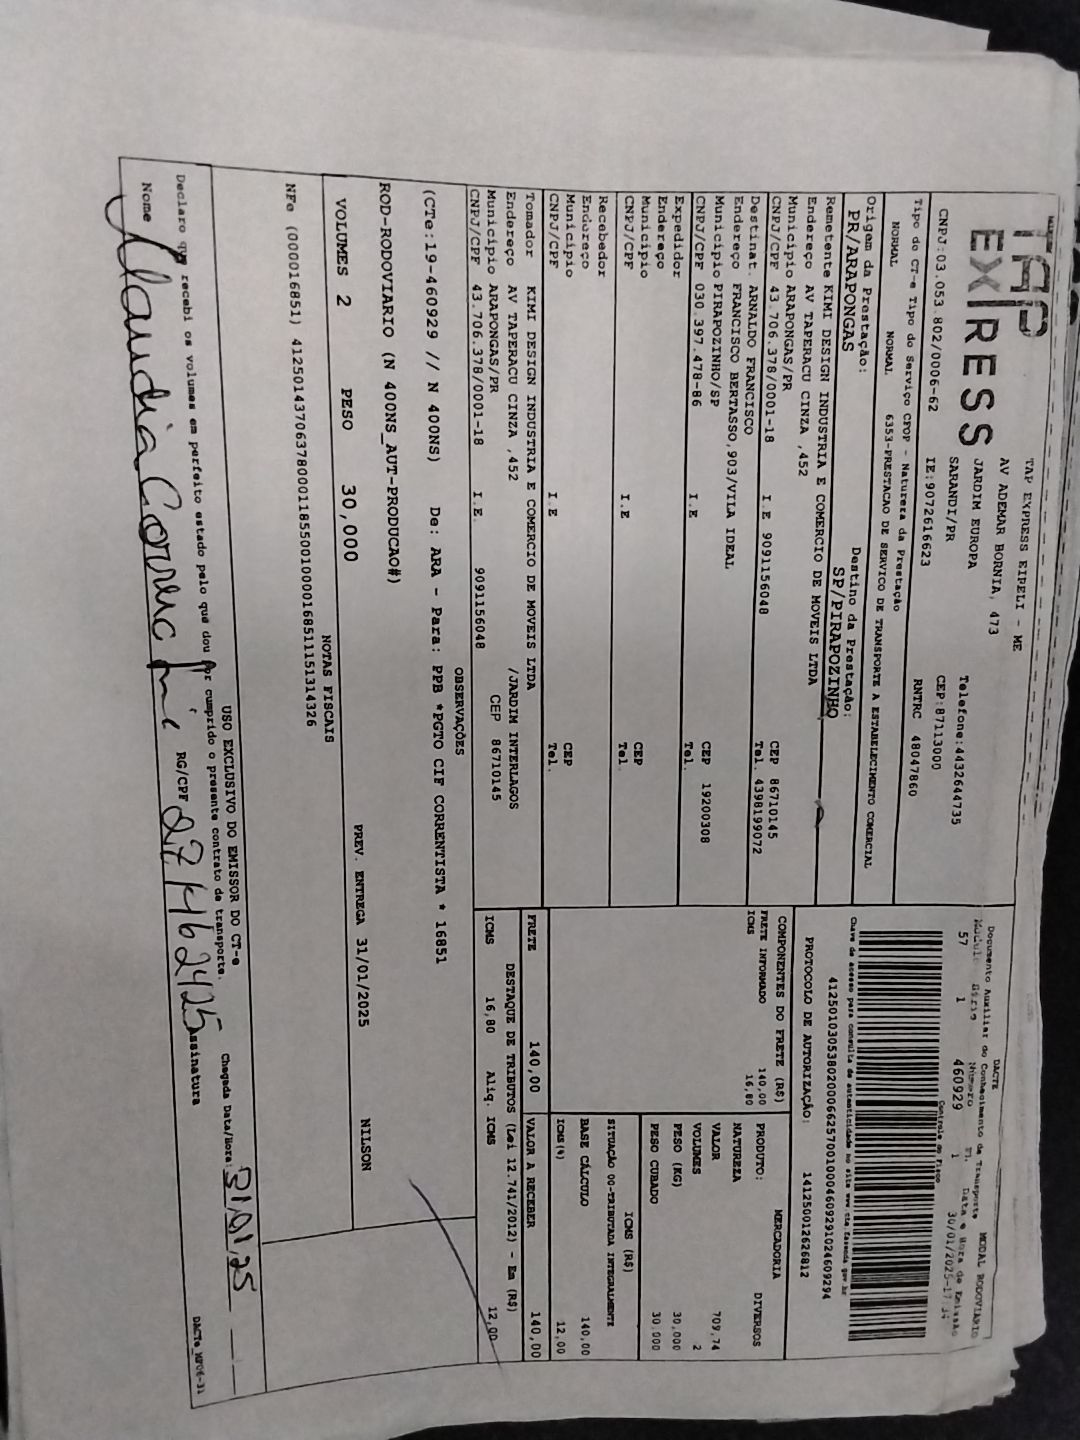 TAP
EXPRESS
TAP EXPRESS EIRELI - ME
AV ADEMAR BORNIA, 473
JARDIM EUROPA
SARANDI/PR
CNPJ:03.053.802/0006-62 IE:9072616623
Telefone:4432644735
CEP:87113000
RNTRC 48047860
Tipo do CT-e Tipo do Serviço CFOP - Natureza da Prestação
NORMAL NORMAL 6353-PRESTACAO DE SERVICO DE TRANSPORTE A ESTABELECIMENTO COMERCIAL
Origem da Prestação: Destino da Prestação:
PR/ARAPONGAS SP/PIRAPOZINHO
Remetente KIMI DESIGN INDUSTRIA E COMERCIO DE MOVEIS LTDA
Endereço AV TAPERACU CINZA ,452
Município ARAPONGAS/PR CEP 86710145
CNPJ/CPF 43.706.378/0001-18 I.E 9091156048 Tel. 4398199072
Destinat. ARNALDO FRANCISCO
Endereço FRANCISCO BERTASSO,903/VILA IDEAL
Município PIRAPOZINHO/SP CEP 19200308
CNPJ/CPF 030.397.478-86 I.E Tel.
Expedidor
Endereço
Município CEP
CNPJ/CPF I.E Tel.
Recebedor
Endereço
Município CEP
CNPJ/CPF I.E Tel.
Tomador KIMI DESIGN INDUSTRIA E COMERCIO DE MOVEIS LTDA
Endereço AV TAPERACU CINZA ,452 /JARDIM INTERLAGOS
Município ARAPONGAS/PR CEP 86710145
CNPJ/CPF 43.706.378/0001-18 I.E. 9091156048
DACTE
Documento Auxiliar do Conhecimento de Transporte MODAL RODOVIARIO
Modulo Série Número Fl. Data e Hora de Emissão
57 1 460929 1 30/01/2025-17:34
Controle do Fisco
41250103053802000662570010004609291024609294
Chave de acesso para consulta de autenticidade no site www.cte.fazenda.gov.br
PROTOCOLO DE AUTORIZAÇÃO: 141250012626812
COMPONENTES DO FRETE (R$)
FRETE INFORMADO 140,00
ICMS 16,80
MERCADORIA
PRODUTO: DIVERSOS
NATUREZA
VALOR 709,74
VOLUMES 2
PESO (KG) 30,000
PESO CUBADO 30,000
ICMS (R$)
SITUAÇÃO 00-TRIBUTADA INTEGRALMENTE
BASE CÁLCULO 140,00
ICMS(%) 12,00
FRETE 140,00 VALOR A RECEBER 140,00
DESTAQUE DE TRIBUTOS (Lei 12.741/2012) - Em (R$)
ICMS 16,80 Alíq. ICMS 12,00
OBSERVAÇÕES
(CTe:19-460929 // N 400NS) De: ARA - Para: PPB *PGTO CIF CORRENTISTA * 16851
ROD-RODOVIARIO (N 400NS_AUT-PRODUCAO#)
VOLUMES 2 PESO 30,000 PREV. ENTREGA 31/01/2025 NILSON
NOTAS FISCAIS
NFe (000016851) 41250143706378000118550010000168511151314326
USO EXCLUSIVO DO EMISSOR DO CT-e
Declaro que recebi os volumes em perfeito estado pelo que dou por cumprido o presente contrato de transporte. Chegada Data/Hora: 31/01/25
Nome Claudia RG/CPF 27 Assinatura
DACTe_MF06-31